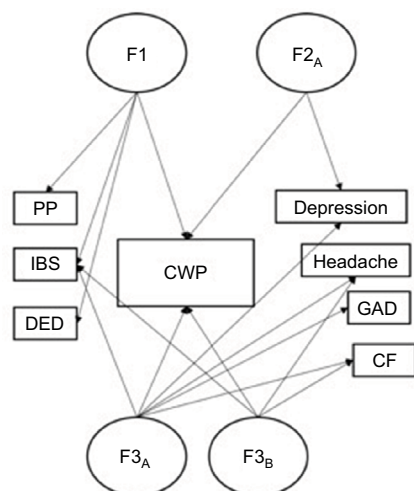 F1
F2A
PP
Depression
IBS
CWP
Headache
DED
GAD
CF
F3A
F3B